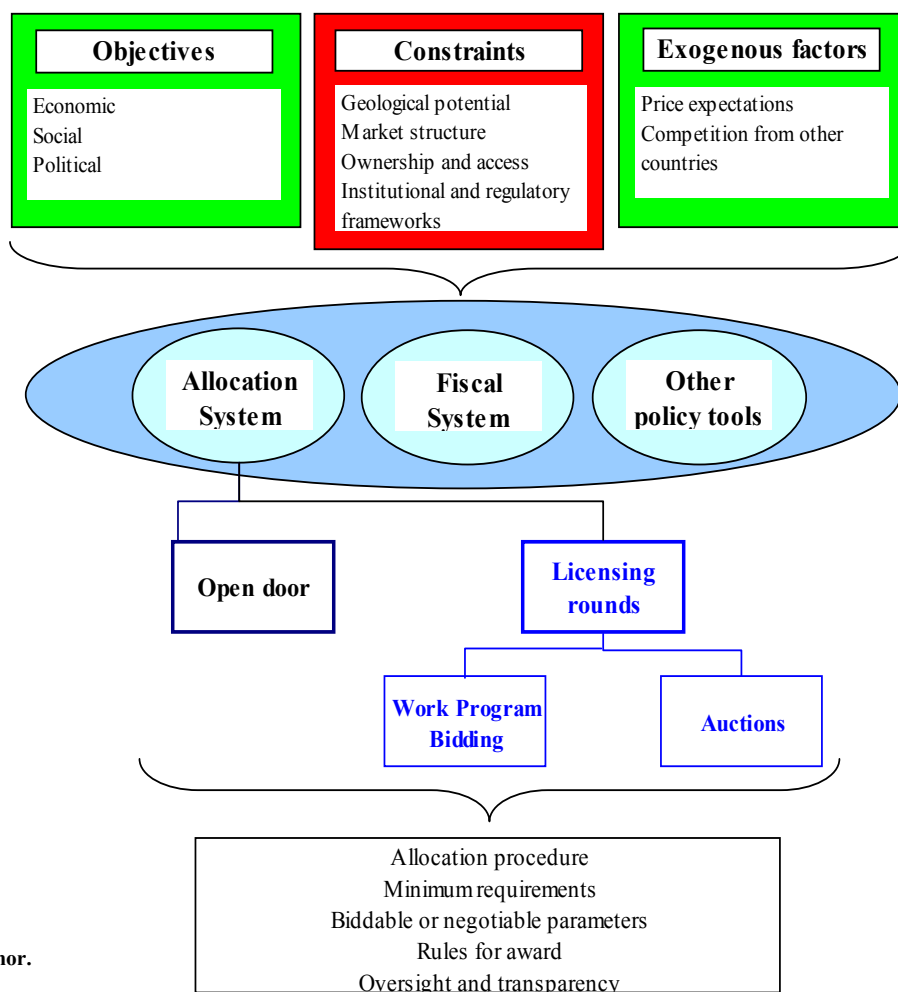 Objectives
Economic
Social
Political
Constraints
Geological potential
Market structure
Ownership and access
Institutional and regulatory
frameworks
Exogenous factors
Price expectations
Competition from other
countries
Allocation
System
Fiscal
System
Other
policy tools
Open door
Licensing
rounds
Work Program
Bidding
Auctions
Allocation procedure
Minimum requirements
Biddable or negotiable parameters
Rules for award
Oversight and transparency